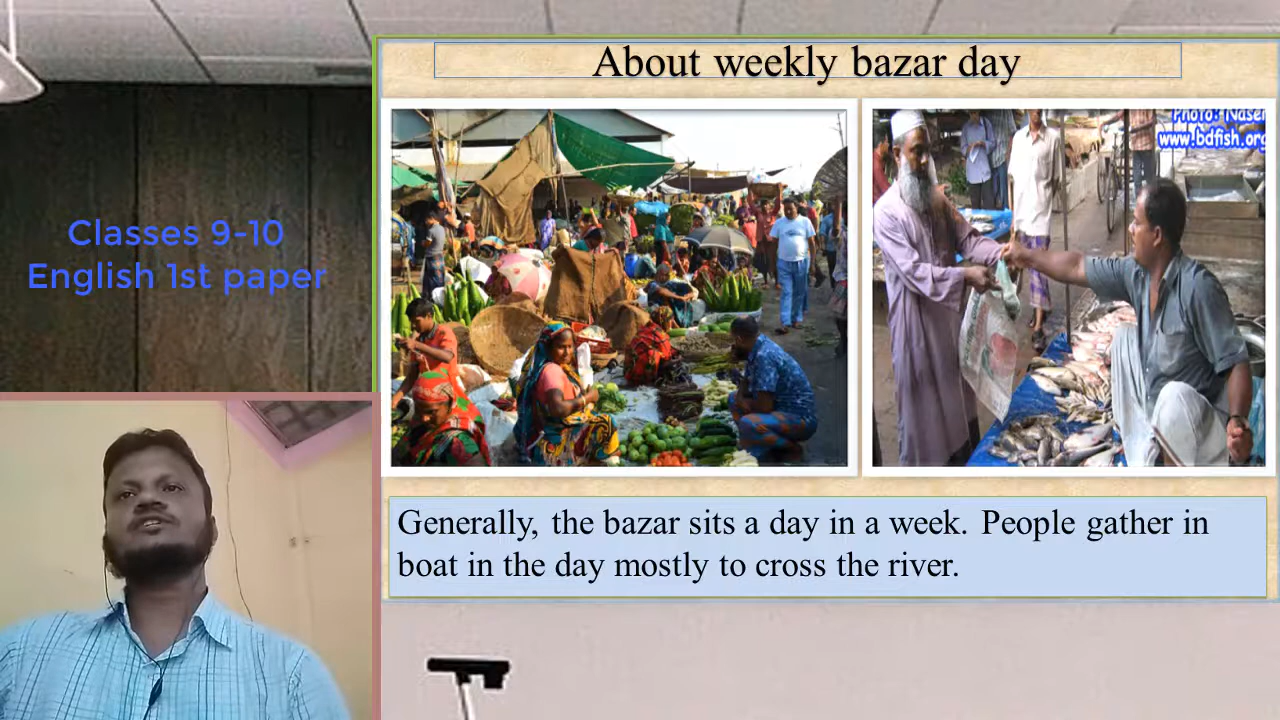 About weekly bazar day
Classes 9-10
English 1st paper
Photo: Naser
www.bdfish.org
Generally, the bazar sits a day in a week. People gather in
boat in the day mostly to cross the river.